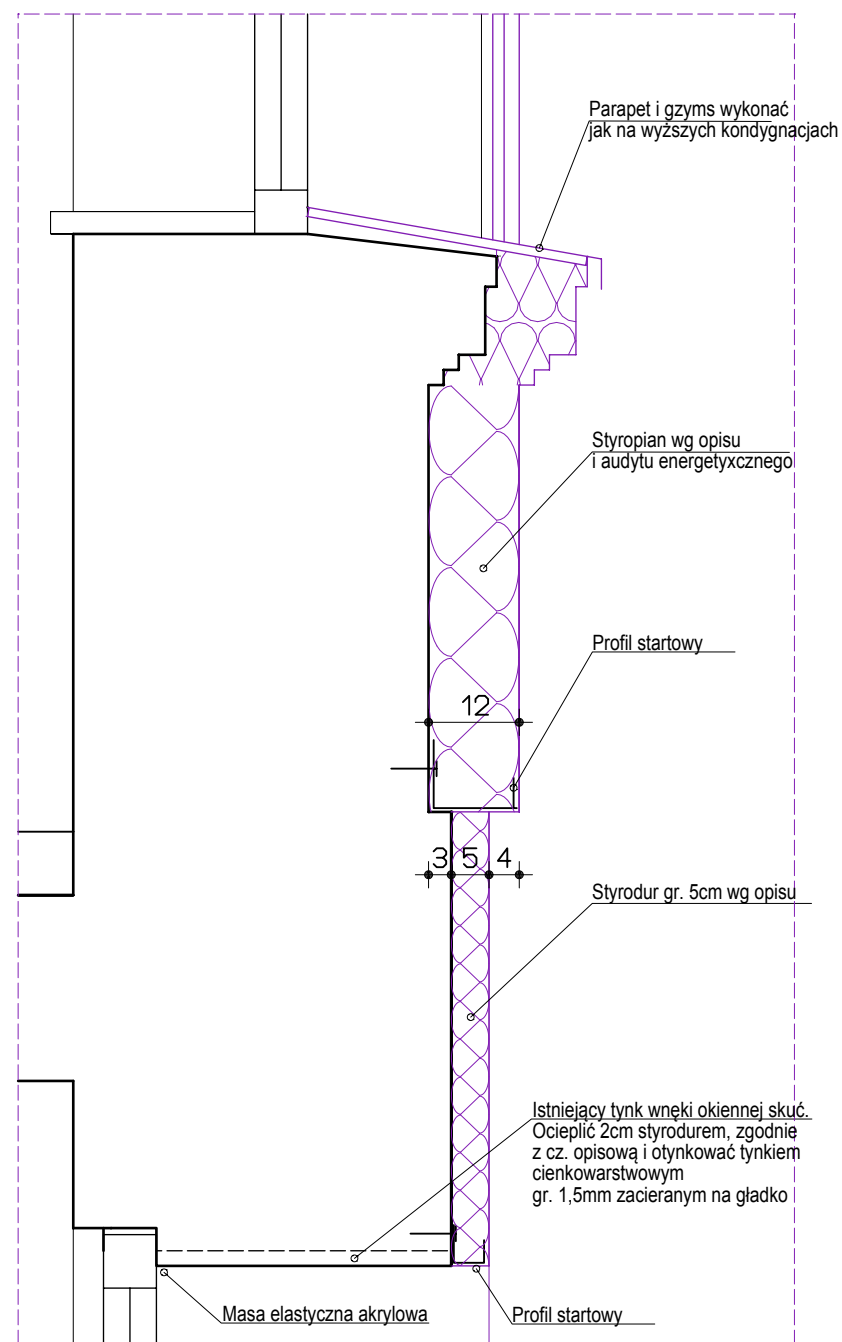 Parapet i gzyms wykonać
jak na wyższych kondygnacjach
Styropian wg opisu
i audytu energetyxcznego
Profil startowy
12
3 5 4
Styrodur gr. 5cm wg opisu
Istniejący tynk wnęki okiennej skuć.
Ocieplić 2cm styrodurem, zgodnie
z cz. opisową i otynkować tynkiem
cienkowarstwowym
gr. 1,5mm zacieranym na gładko
Masa elastyczna akrylowa
Profil startowy